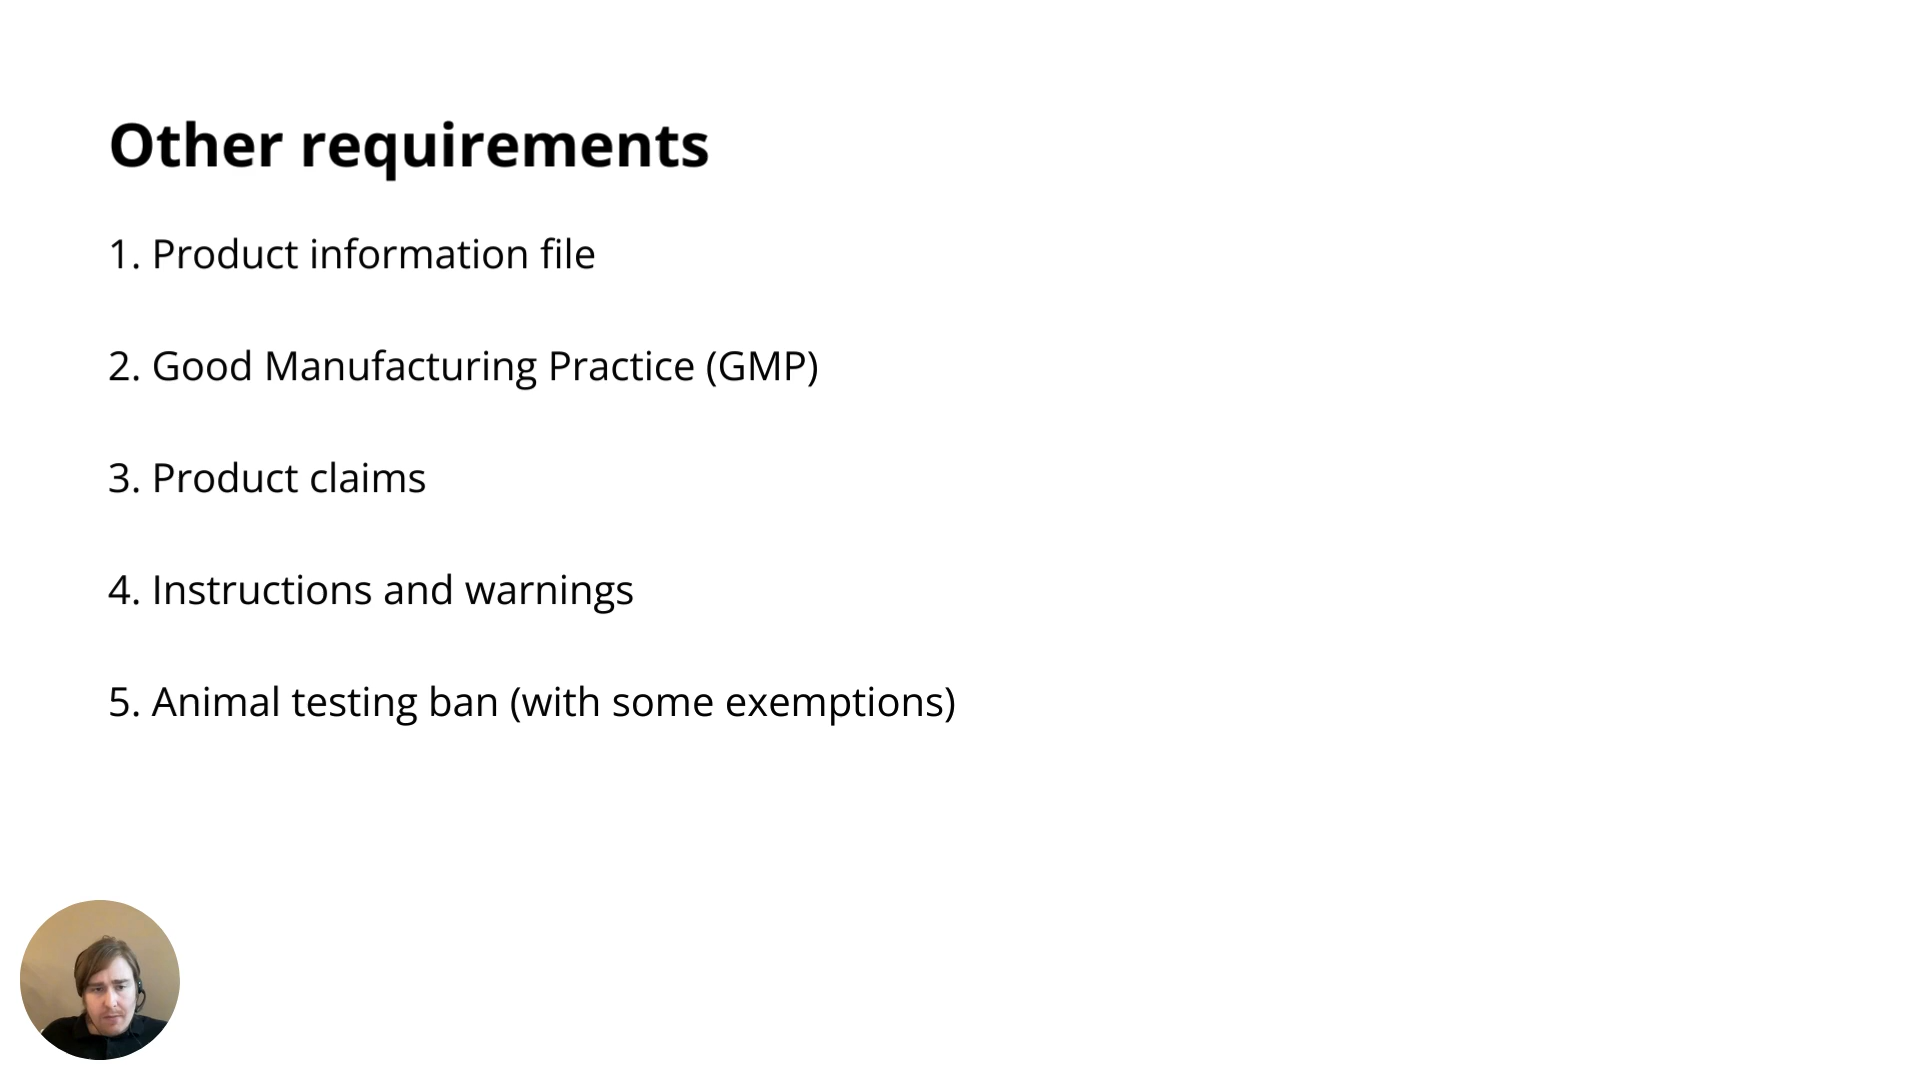 Other requirements
1. Product information file
2. Good Manufacturing Practice (GMP)
3. Product claims
4. Instructions and warnings
5. Animal testing ban (with some exemptions)